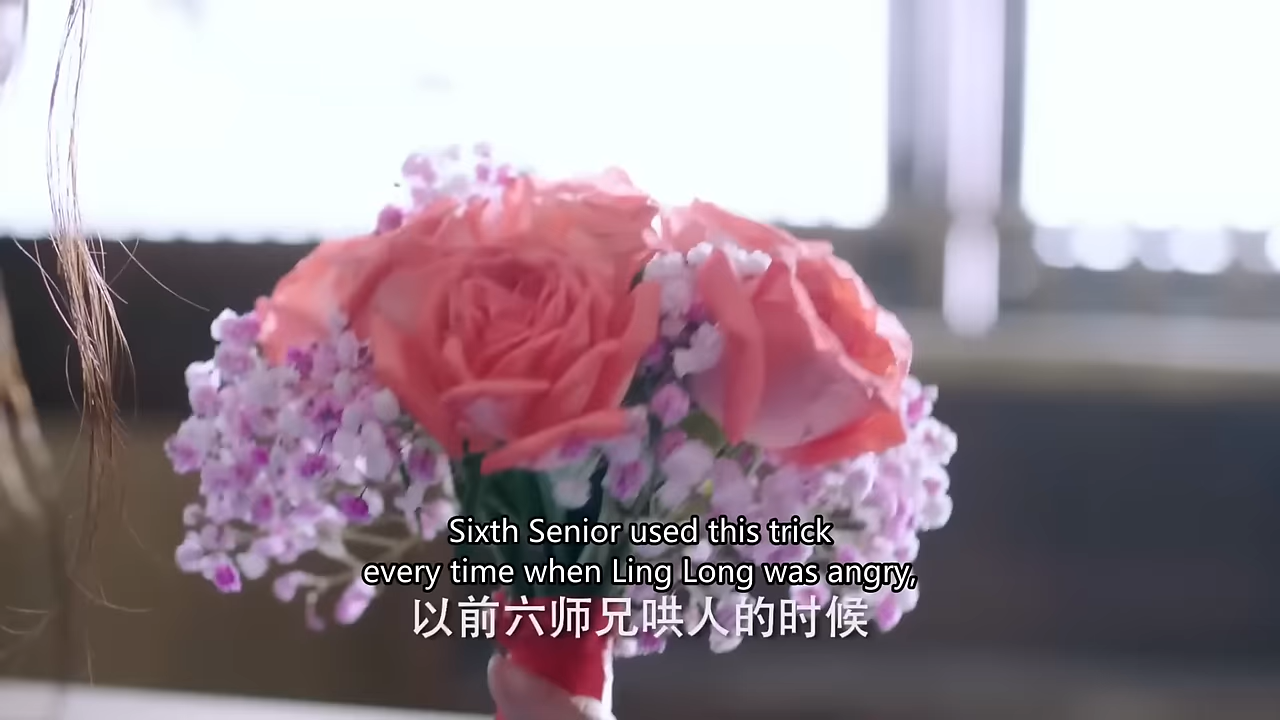 Sixth Senior used this trick
every time when Ling Long was angry,
以前六师兄哄人的时候